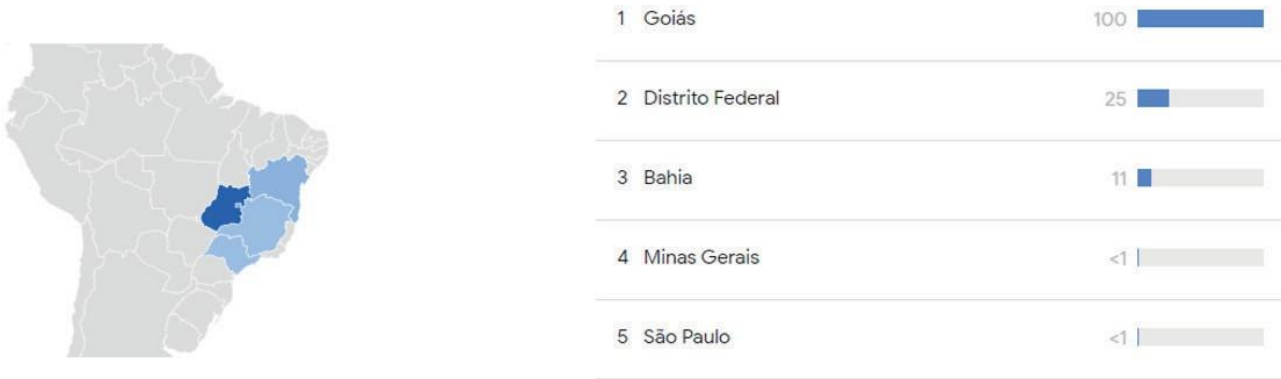 1 Goiás 100
2 Distrito Federal 25
3 Bahia 11
4 Minas Gerais <1
5 São Paulo <1